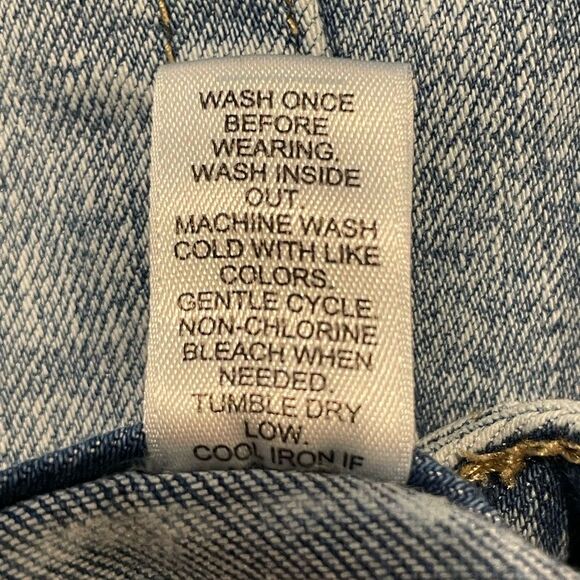 WASH ONCE
BEFORE
WEARING.
WASH INSIDE
OUT.
MACHINE WASH
COLD WITH LIKE
COLORS.
GENTLE CYCLE.
NON-CHLORINE
BLEACH WHEN
NEEDED.
TUMBLE DRY
LOW.
COOL IRON IF